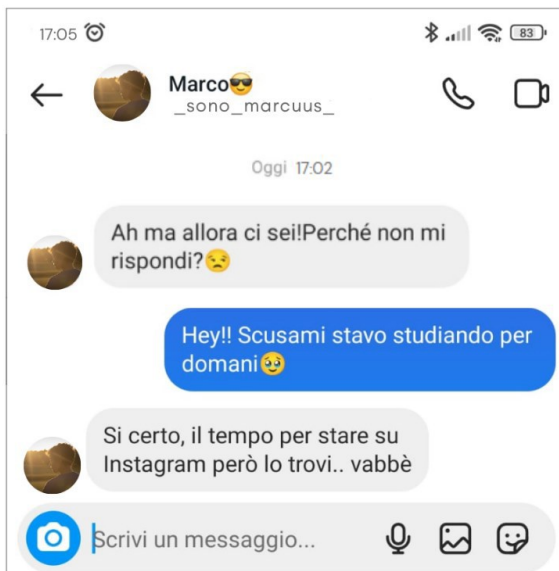 17:05
83
Marco😎
_sono_marcuus_
Oggi 17:02
Ah ma allora ci sei!Perché non mi
rispondi?😒
Hey!! Scusami stavo studiando per
domani🥹
Si certo, il tempo per stare su
Instagram però lo trovi.. vabbè
Scrivi un messaggio...